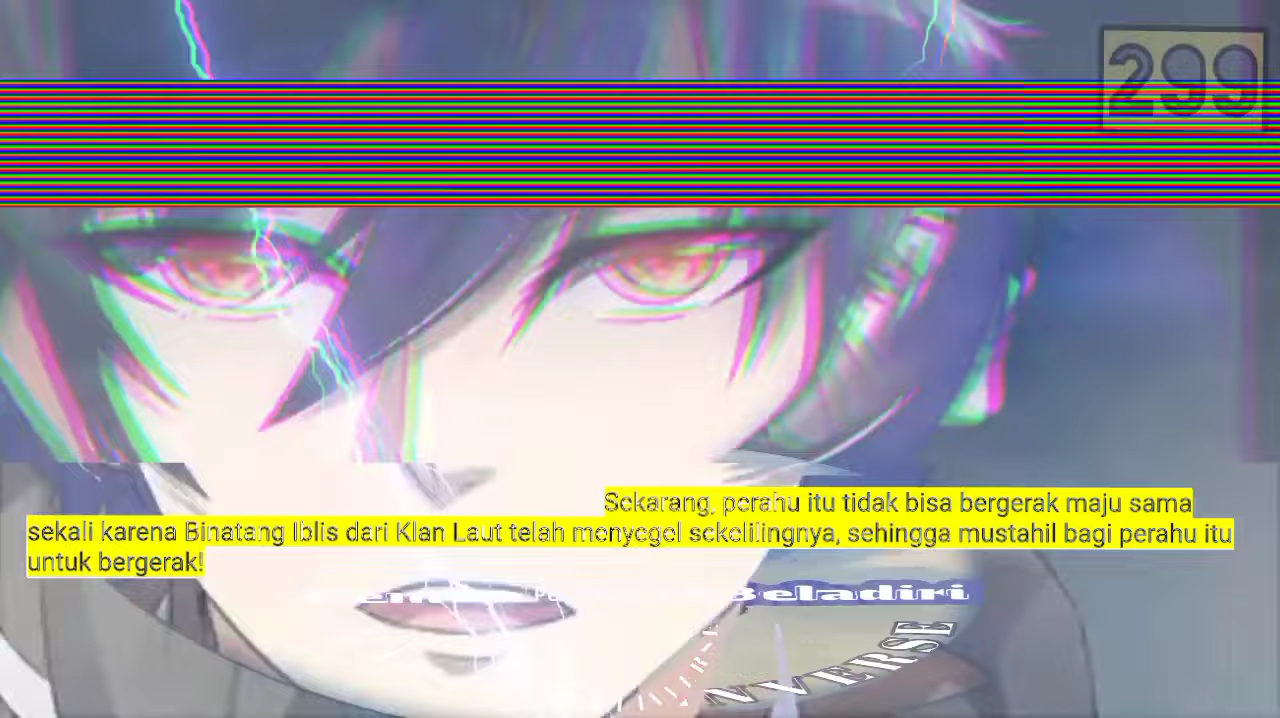 299
Sekarang, perahu itu tidak bisa bergerak maju sama
sekali karena Binatang Iblis dari Klan Laut telah menyegel sekelilingnya, sehingga mustahil bagi perahu itu
untuk bergerak!
Beladiri
NVERSE